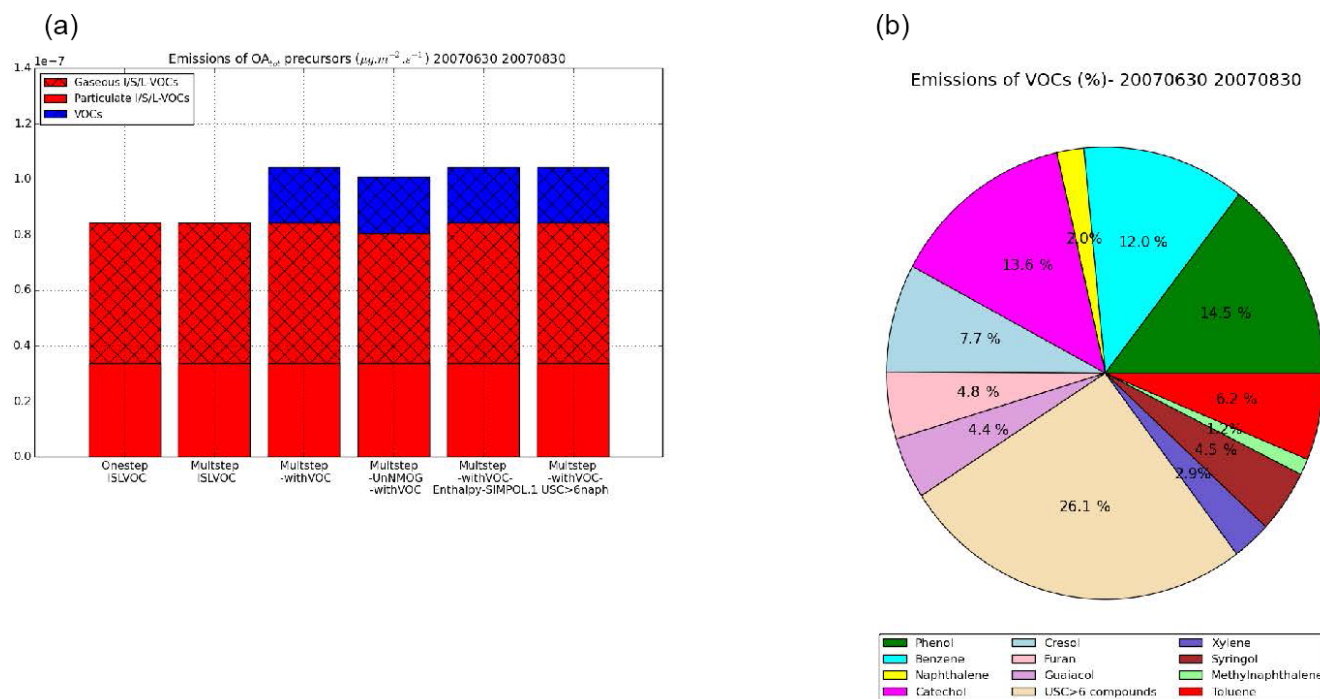 (a)
Emissions of OA_tot precursors (μg.m⁻².s⁻¹) 20070630 20070830
1e−7
1.4
1.2
1.0
0.8
0.6
0.4
0.2
0.0
Gaseous I/S/L-VOCs
Particulate I/S/L-VOCs
VOCs
Onestep
ISLVOC
Multstep
ISLVOC
Multstep
-withVOC
Multstep
-UnNMOG
-withVOC
Multstep
-withVOC-
Enthalpy-SIMPOL.1
Multstep
-withVOC-
USC>6naph
(b)
Emissions of VOCs (%)- 20070630 20070830
2.0%
12.0 %
13.6 %
14.5 %
7.7 %
4.8 %
6.2 %
1.2%
4.4 %
4.5 %
2.9%
26.1 %
Phenol
Benzene
Naphthalene
Catechol
Cresol
Furan
Guaiacol
USC>6 compounds
Xylene
Syringol
Methylnaphthalene
Toluene